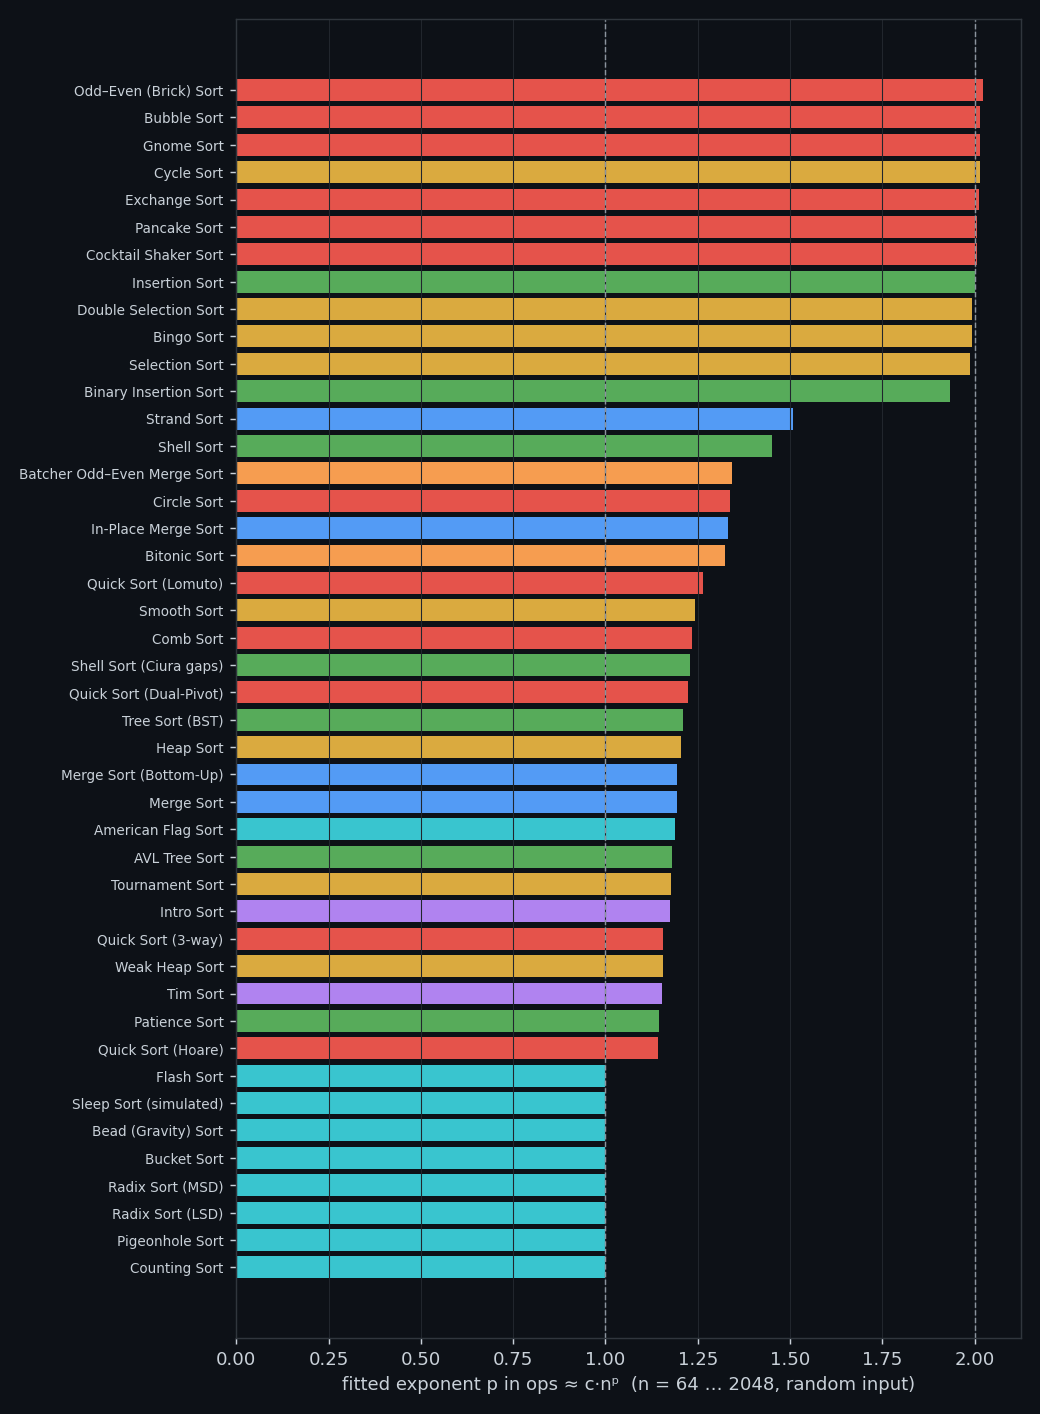 Odd–Even (Brick) Sort
Bubble Sort
Gnome Sort
Cycle Sort
Exchange Sort
Pancake Sort
Cocktail Shaker Sort
Insertion Sort
Double Selection Sort
Bingo Sort
Selection Sort
Binary Insertion Sort
Strand Sort
Shell Sort
Batcher Odd–Even Merge Sort
Circle Sort
In-Place Merge Sort
Bitonic Sort
Quick Sort (Lomuto)
Smooth Sort
Comb Sort
Shell Sort (Ciura gaps)
Quick Sort (Dual-Pivot)
Tree Sort (BST)
Heap Sort
Merge Sort (Bottom-Up)
Merge Sort
American Flag Sort
AVL Tree Sort
Tournament Sort
Intro Sort
Quick Sort (3-way)
Weak Heap Sort
Tim Sort
Patience Sort
Quick Sort (Hoare)
Flash Sort
Sleep Sort (simulated)
Bead (Gravity) Sort
Bucket Sort
Radix Sort (MSD)
Radix Sort (LSD)
Pigeonhole Sort
Counting Sort
0.00 0.25 0.50 0.75 1.00 1.25 1.50 1.75 2.00
fitted exponent p in ops ≈ c·nᵖ (n = 64 … 2048, random input)